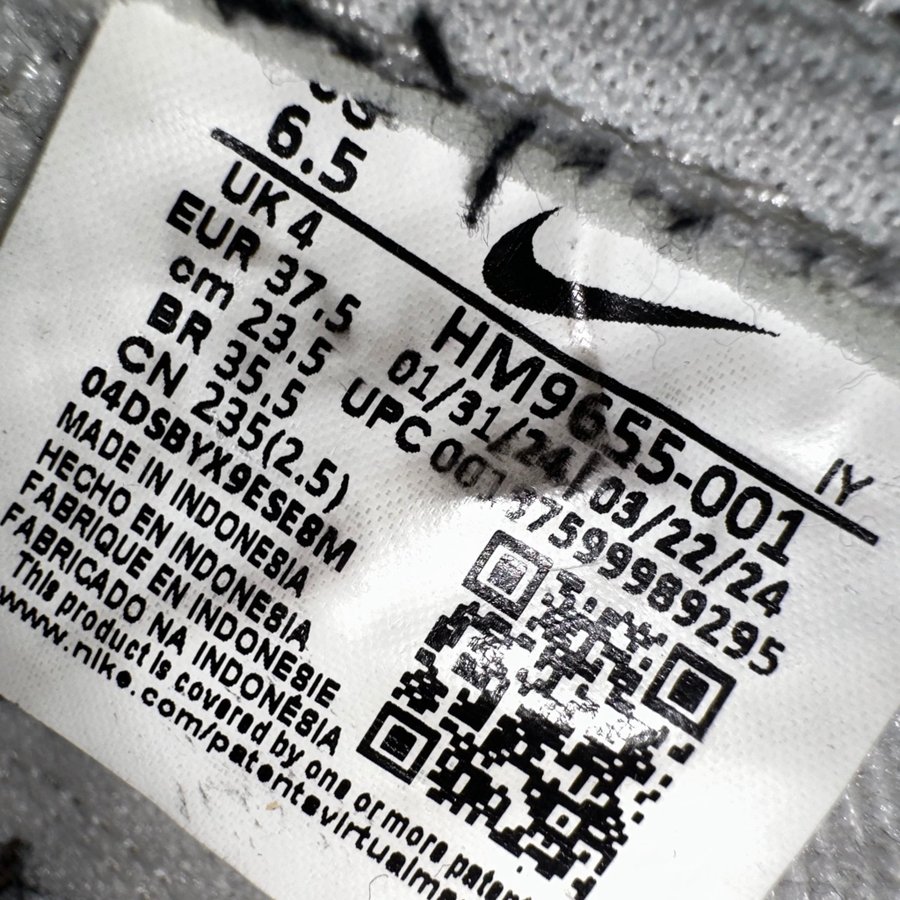 6.5
UK 4
EUR 37.5
cm 23.5
BR 35.5
CN 235(2.5)
04DSBYX9ESE8M
MADE IN INDONESIA
HECHO EN INDONESIA
FABRIQUE EN INDONESIE
FABRICADO NA INDONÉSIA
This product is covered by one or more
www.nike.com/patents
HM9655-001
IY
01/31/24 03/22/24
UPC